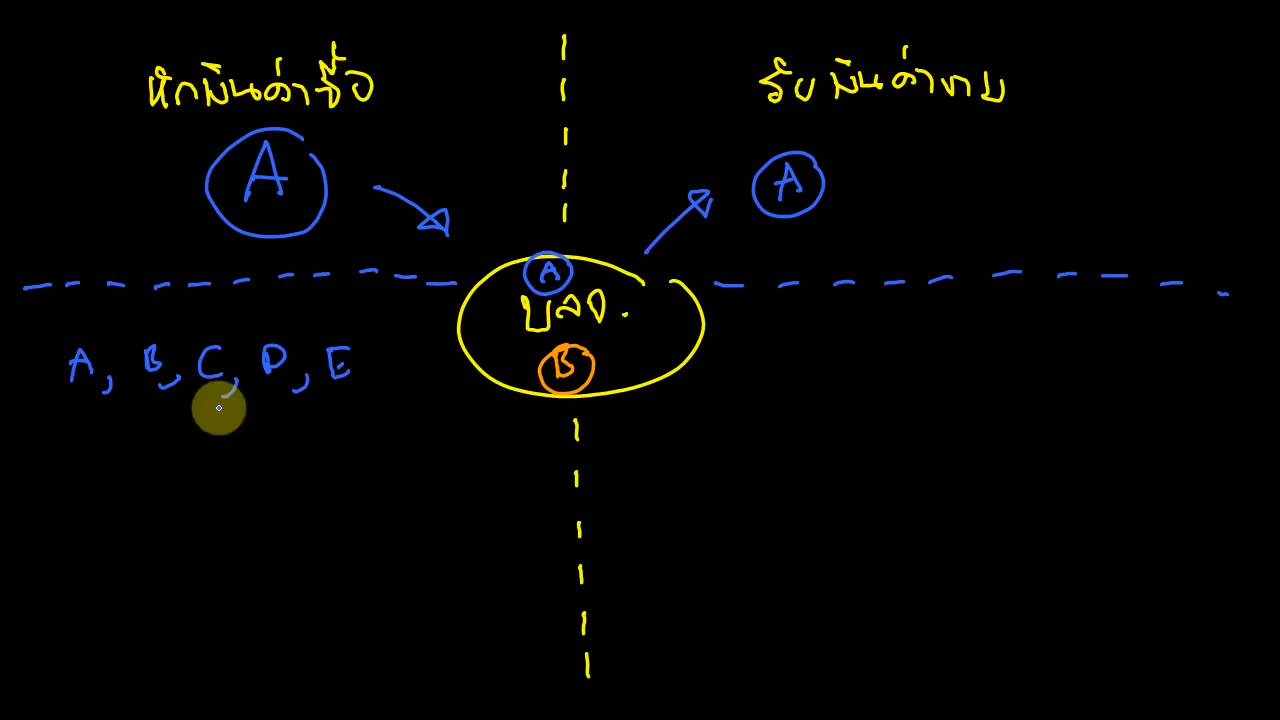 หักเงินค่าซื้อ
รับเงินค่าขาย
A
A
A
บลจ.
B
A, B, C, D, E